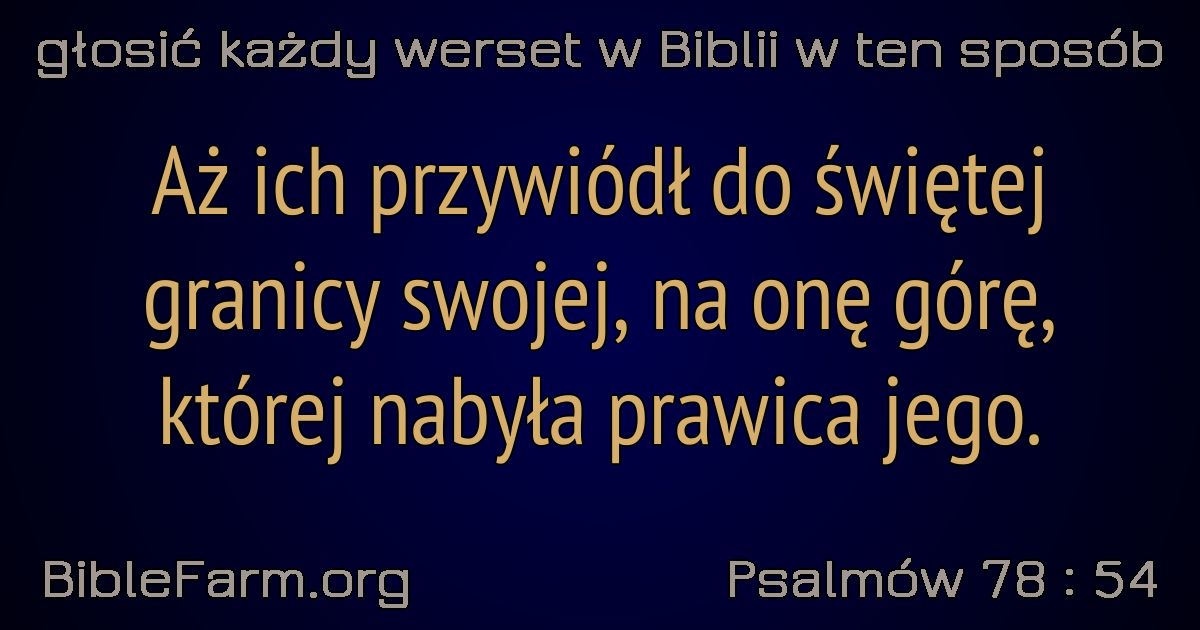 głosić każdy werset w Biblii w ten sposób
Aż ich przywiódł do świętej
granicy swojej, na onę górę,
której nabyła prawica jego.
BibleFarm.org
Psalmów 78 : 54